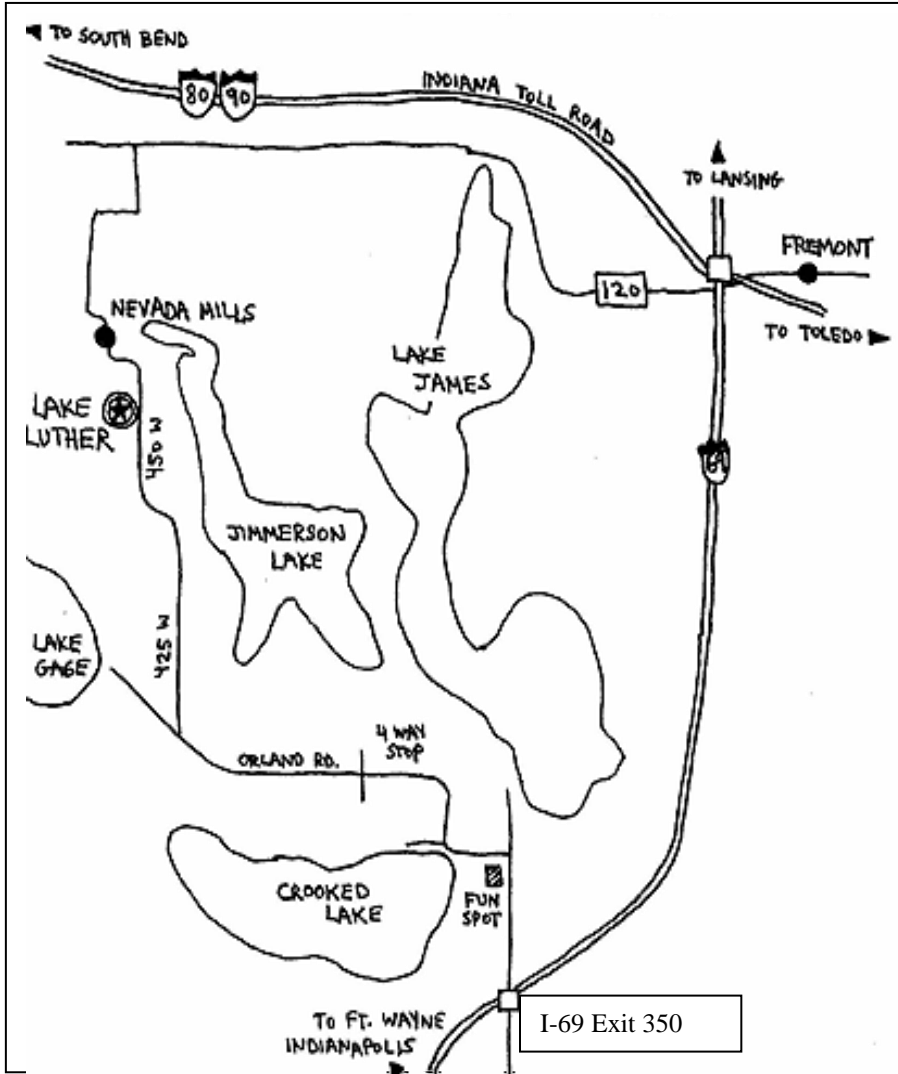 TO SOUTH BEND
80 90
INDIANA TOLL ROAD
TO LANSING
FREMONT
120
TO TOLEDO
NEVADA MILLS
LAKE
JAMES
LAKE
LUTHER
450 W
69
JIMMERSON
LAKE
LAKE
GAGE
425 W
4 WAY
STOP
ORLAND RD.
CROOKED
LAKE
FUN
SPOT
TO FT. WAYNE
INDIANAPOLIS
I-69 Exit 350